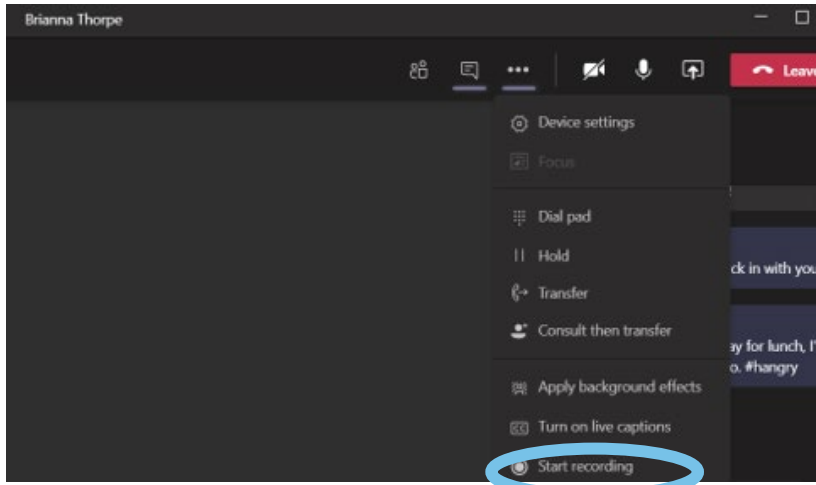 Brianna Thorpe
Leave
Device settings
Focus
Dial pad
Hold
ck in with you
Transfer
Consult then transfer
ay for lunch, I'
o. #hangry
Apply background effects
CC Turn on live captions
Start recording